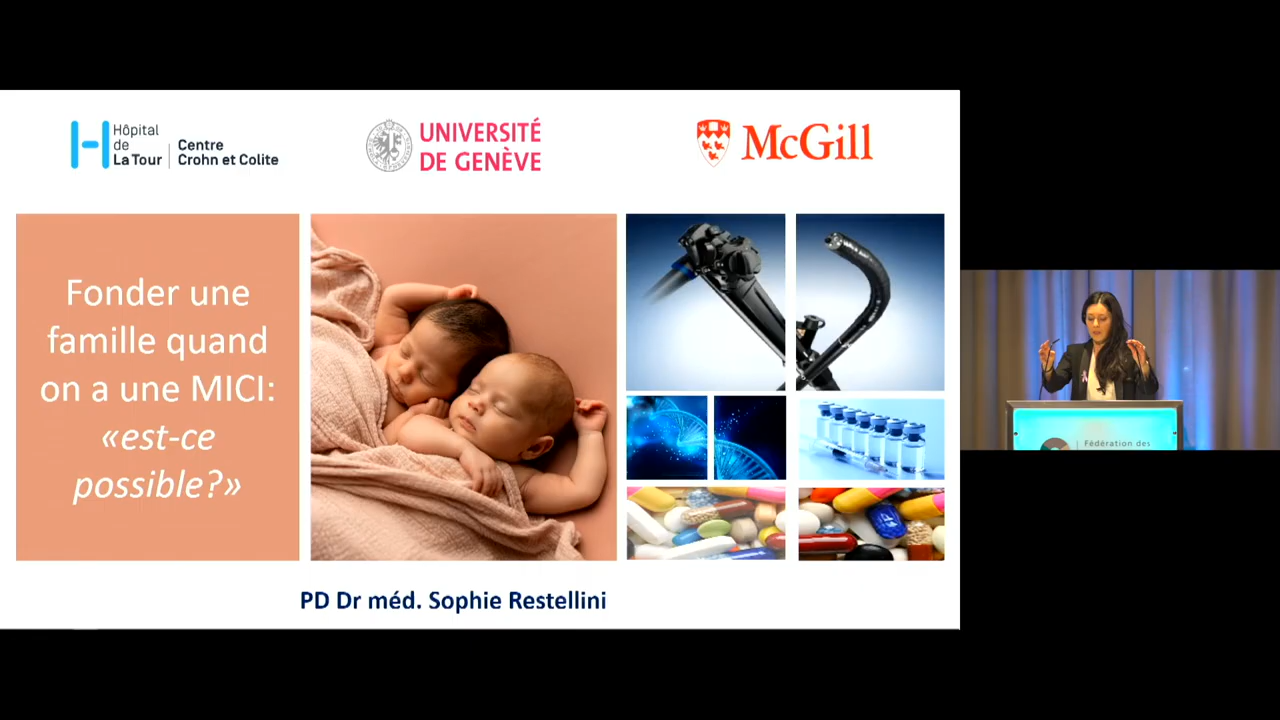 Hôpital
de
La Tour
Centre
Crohn et Colite
UNIVERSITÉ
DE GENÈVE
McGill
Fonder une
famille quand
on a une MICI:
«est-ce
possible?»
PD Dr méd. Sophie Restellini
Fédération des